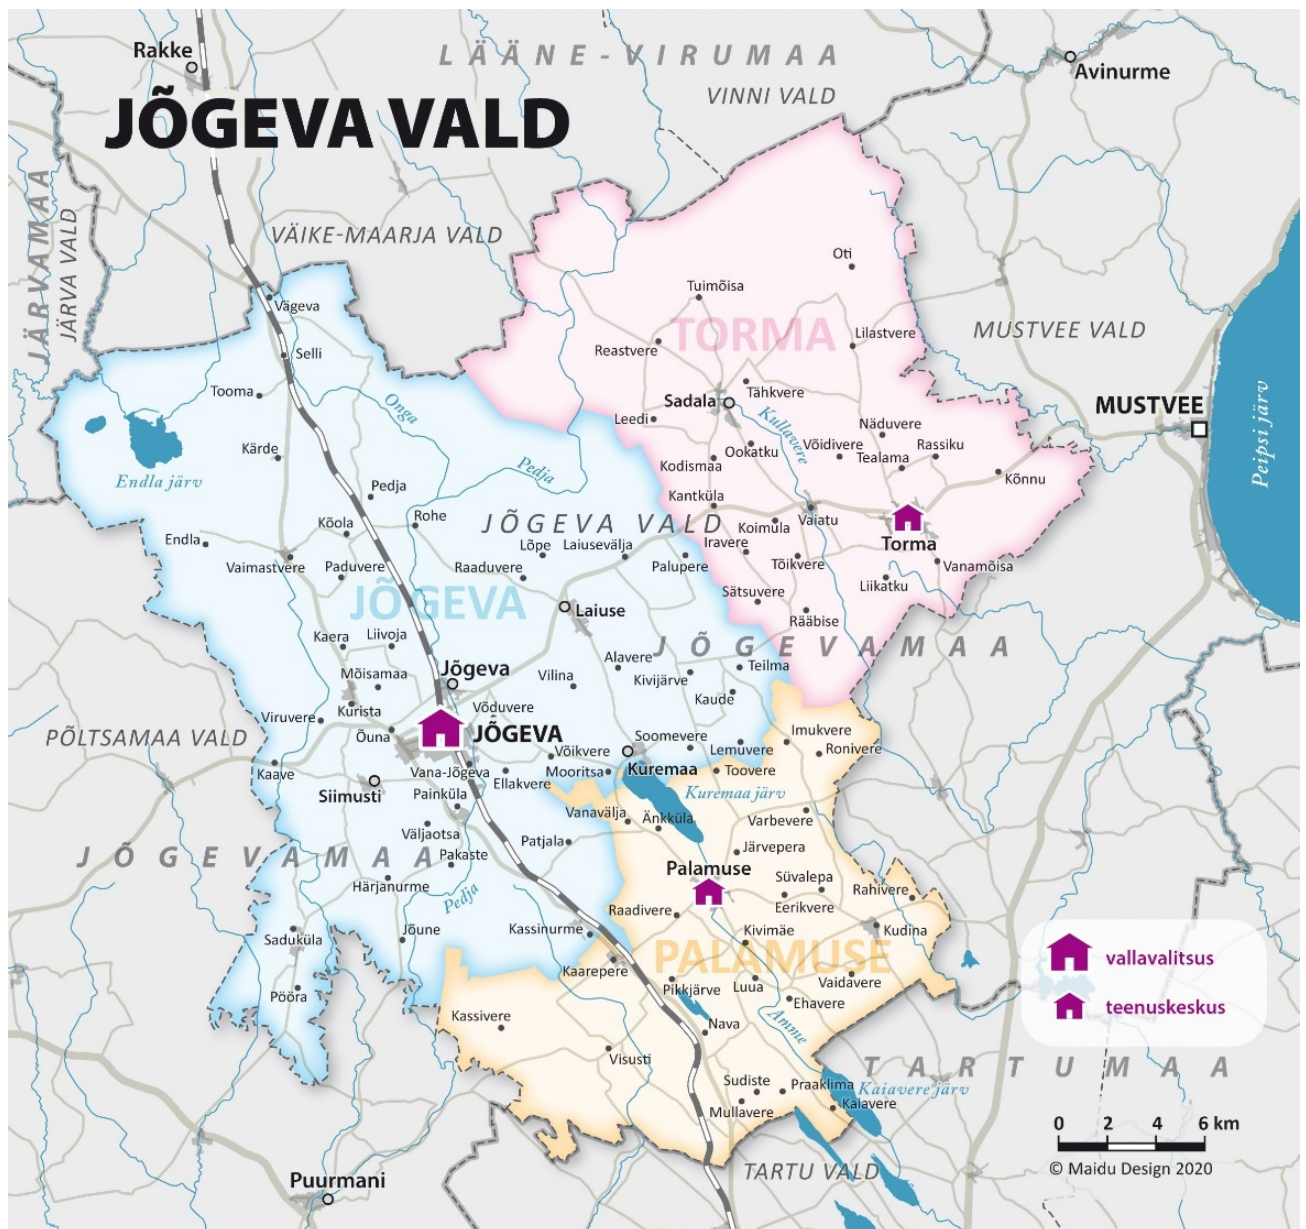 Rakke
LÄÄNE-VIRUMAA
Avinurme
VINNI VALD
JÕGEVA VALD
JÄRVAMAA
JÄRVA VALD
VÄIKE-MAARJA VALD
Oti
Vägeva
Tuimõisa
TORMA
Lilastvere
MUSTVEE VALD
Reastvere
Selli
Tooma
Onga
Sadala
Tähkvere
Kullavere
MUSTVEE
Peipsi järv
Leedi
Näduvere
Ookatku
Võidivere
Rassiku
Kärde
Endla järv
Pedja
Kodismaa
Tealama
Kõnnu
Pedja
Kantküla
Kõola
Rohe
JÕGEVA VALD
Koimula
Vaiatu
Endla
Lõpe
Laiusevälja
Iravere
Torma
Vaimastvere
Paduvere
Raaduvere
Palupere
Tõikvere
Vanamõisa
JÕGEVA
Sätsuvere
Liikatku
Laiuse
Rääbise
Kaera
Liivoja
JÕGEVAMAA
Alavere
Teilma
Mõisamaa
Jõgeva
Vilina
Kivijärve
Kaude
Kurista
Võduvere
Viruvere
PÕLTSAMAA VALD
Õuna
JÕGEVA
Soomevere
Imukvere
Lemuvere
Ronivere
Võikvere
Kaave
Vana-Jõgeva
Mooritsa
Kuremaa
Toovere
Ellakvere
Siimusti
Painküla
Kuremaa järv
Vanavälja
Änkküla
Varbevere
Väljaotsa
Patjala
Järvepera
JÕGEVAMAA
Pakaste
Palamuse
Süvalepa
Härjanurme
Rahivere
Pedja
Raadivere
Eerikvere
Jõune
Kassinurme
Kivimäe
Kudina
Saduküla
PALAMUSE
vallavalitsus
Kaarepere
Vaidavere
Pööra
Pikkjärve
Luua
Ehavere
teenuskeskus
Kassivere
Nava
Amme
Visusti
TARTUMAA
Sudiste
Praaklima
Kaiavere järv
Mullavere
Kaiavere
0 2 4 6 km
TARTU VALD
© Maidu Design 2020
Puurmani